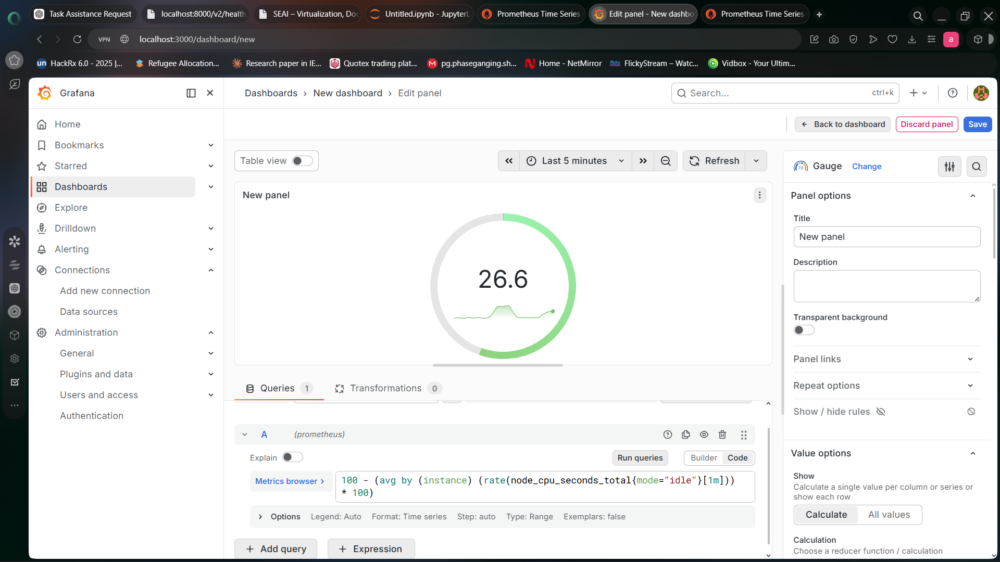 Task Assistance Request
localhost:8000/v2/health
SEAI – Virtualization, Doc
Untitled.ipynb - JupyterL
Prometheus Time Series
Edit panel - New dashbo
Prometheus Time Series
VPN
localhost:3000/dashboard/new
a
un HackRx 6.0 - 2025 |...
Refugee Allocation...
Research paper in IE...
Quotex trading plat...
M pg.phaseganging.sh...
Home - NetMirror
FlickyStream – Watc...
Vidbox - Your Ultim...
Grafana
Dashboards › New dashboard › Edit panel
Search...
ctrl+k
Back to dashboard
Discard panel
Save
Home
Bookmarks
Starred
Dashboards
Explore
Drilldown
Alerting
Connections
Add new connection
Data sources
Administration
General
Plugins and data
Users and access
Authentication
Table view
Last 5 minutes
Refresh
New panel
26.6
Queries 1
Transformations 0
A (prometheus)
Explain
Run queries
Builder
Code
Metrics browser >
100 - (avg by (instance) (rate(node_cpu_seconds_total{mode="idle"}[1m]))
* 100)
Options Legend: Auto Format: Time series Step: auto Type: Range Exemplars: false
+ Add query
+ Expression
79 Gauge Change
Panel options
Title
New panel
Description
Transparent background
Panel links
Repeat options
Show / hide rules
Value options
Show
Calculate a single value per column or series or
show each row
Calculate
All values
Calculation
Choose a reducer function / calculation